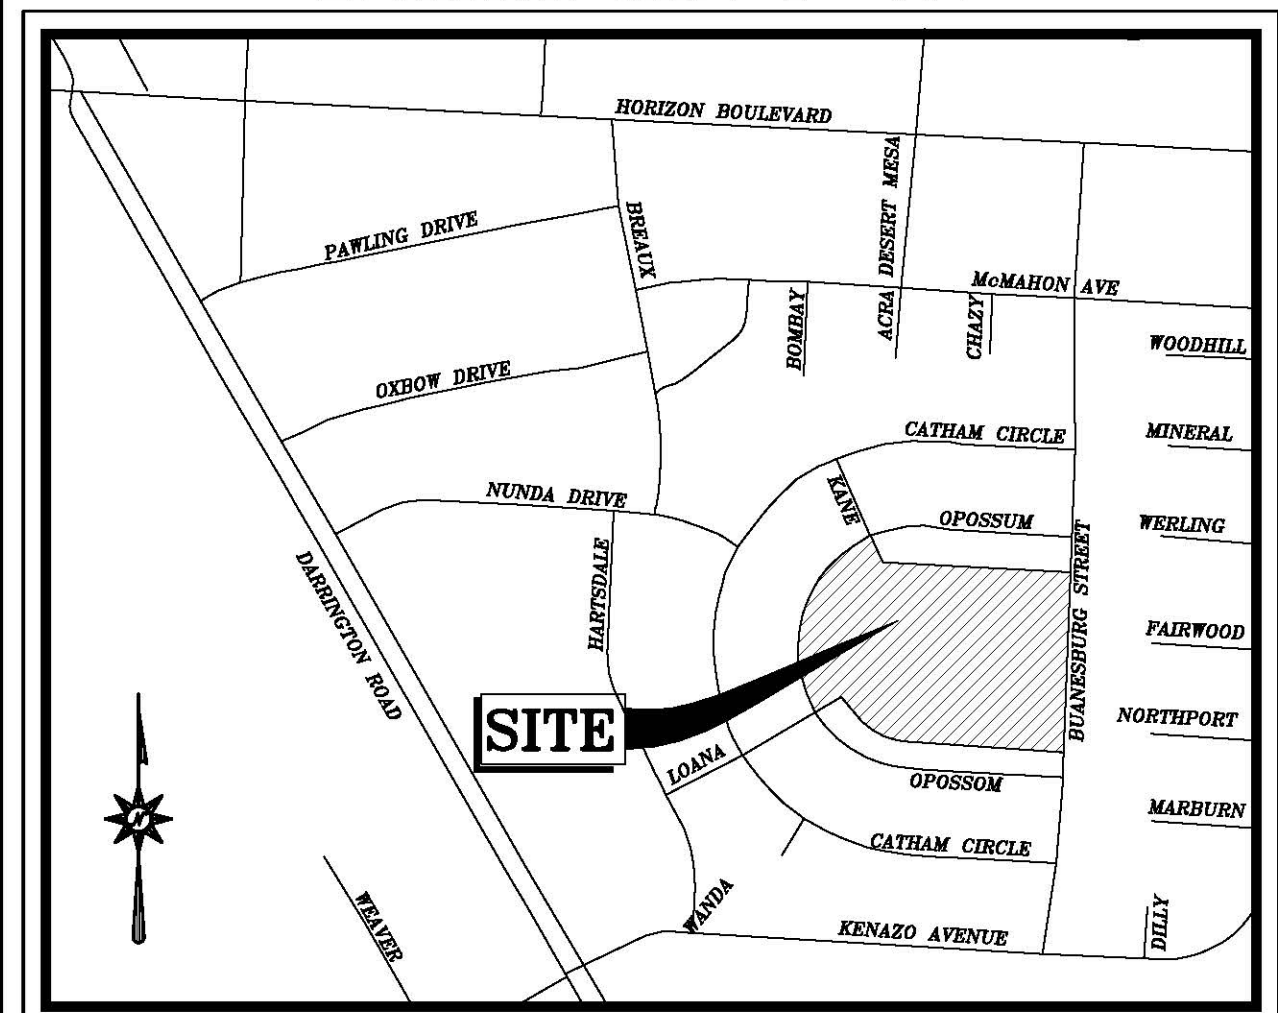 HORIZON BOULEVARD
ACRA DESERT MESA
BREAUX
PAWLING DRIVE
McMAHON AVE
BOMBAY
CHAZY
WOODHILL
OXBOW DRIVE
CATHAM CIRCLE
MINERAL
KANE
NUNDA DRIVE
OPOSSUM
WERLING
HARTSDALE
DARRINGTON ROAD
BUANESBURG STREET
FAIRWOOD
SITE
NORTHPORT
LOANA
OPOSSOM
MARBURN
N
CATHAM CIRCLE
WANDA
WEAVER
KENAZO AVENUE
DILLY